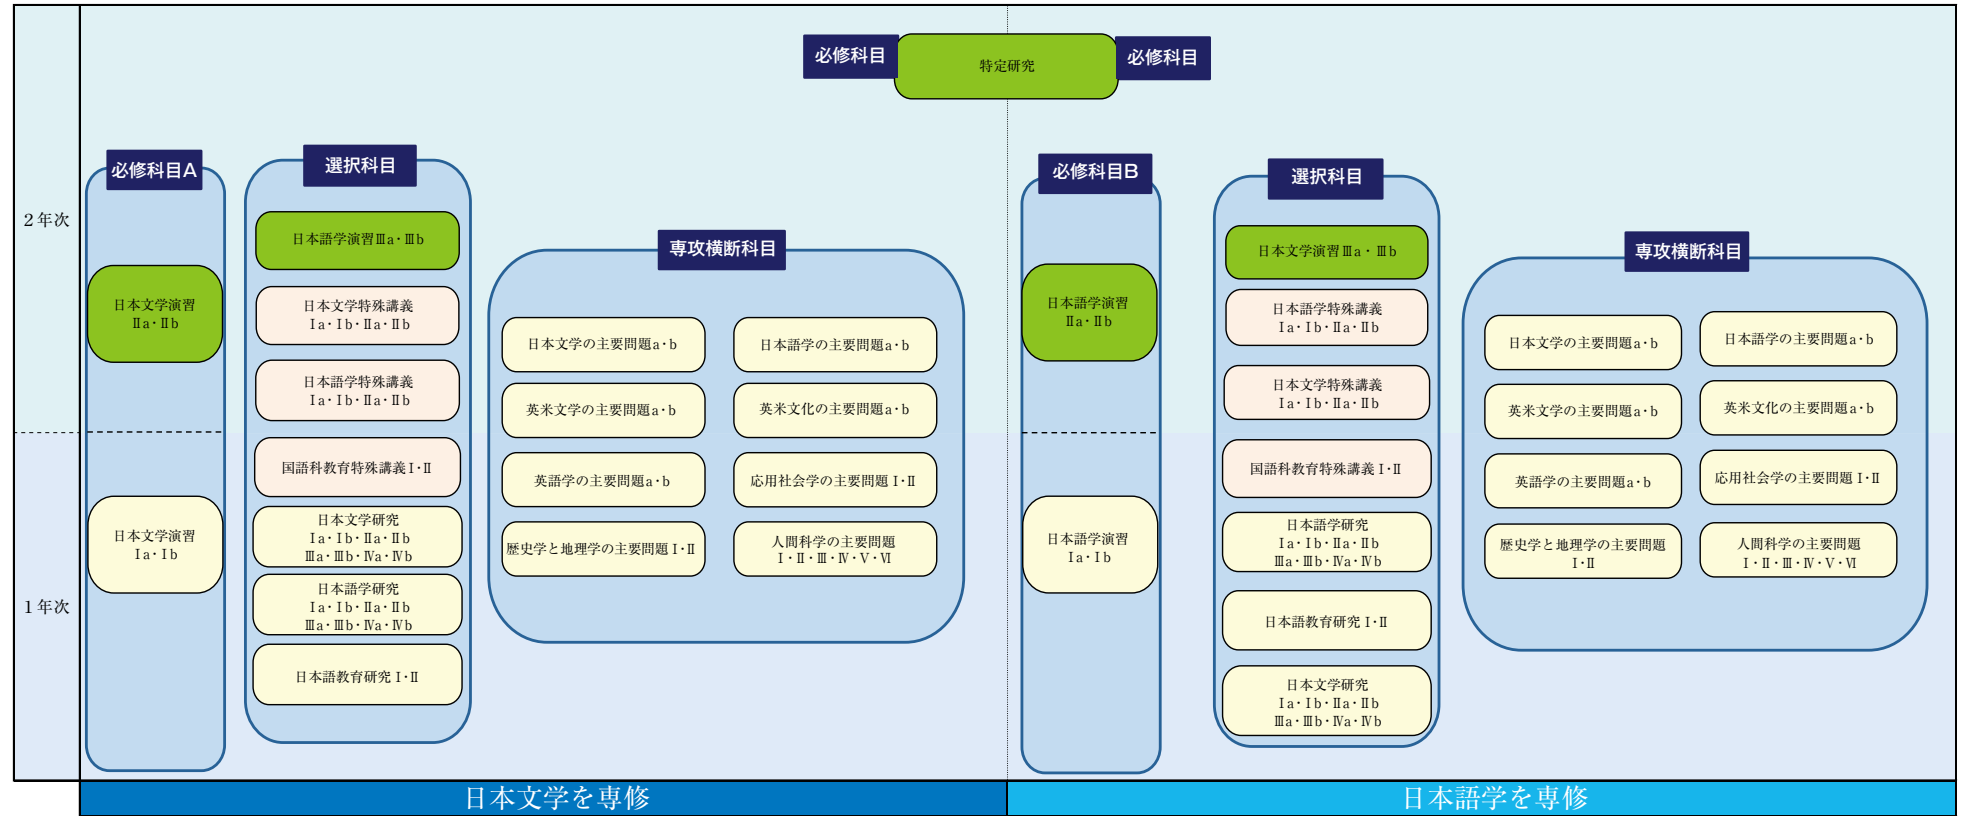 必修科目
特定研究
必修科目
2年次
1年次
必修科目A
日本文学演習
Ⅱa・Ⅱb
日本文学演習
Ⅰa・Ⅰb
選択科目
日本語学演習Ⅲa・Ⅲb
日本文学特殊講義
Ⅰa・Ⅰb・Ⅱa・Ⅱb
日本語学特殊講義
Ⅰa・Ⅰb・Ⅱa・Ⅱb
国語科教育特殊講義Ⅰ・Ⅱ
日本文学研究
Ⅰa・Ⅰb・Ⅱa・Ⅱb
Ⅲa・Ⅲb・Ⅳa・Ⅳb
日本語学研究
Ⅰa・Ⅰb・Ⅱa・Ⅱb
Ⅲa・Ⅲb・Ⅳa・Ⅳb
日本語教育研究Ⅰ・Ⅱ
専攻横断科目
日本文学の主要問題a・b
日本語学の主要問題a・b
英米文学の主要問題a・b
英米文化の主要問題a・b
英語学の主要問題a・b
応用社会学の主要問題Ⅰ・Ⅱ
歴史学と地理学の主要問題Ⅰ・Ⅱ
人間科学の主要問題
Ⅰ・Ⅱ・Ⅲ・Ⅳ・Ⅴ・Ⅵ
必修科目B
日本語学演習
Ⅱa・Ⅱb
日本語学演習
Ⅰa・Ⅰb
選択科目
日本文学演習Ⅲa・Ⅲb
日本語学特殊講義
Ⅰa・Ⅰb・Ⅱa・Ⅱb
日本文学特殊講義
Ⅰa・Ⅰb・Ⅱa・Ⅱb
国語科教育特殊講義Ⅰ・Ⅱ
日本語学研究
Ⅰa・Ⅰb・Ⅱa・Ⅱb
Ⅲa・Ⅲb・Ⅳa・Ⅳb
日本語教育研究Ⅰ・Ⅱ
日本文学研究
Ⅰa・Ⅰb・Ⅱa・Ⅱb
Ⅲa・Ⅲb・Ⅳa・Ⅳb
専攻横断科目
日本文学の主要問題a・b
日本語学の主要問題a・b
英米文学の主要問題a・b
英米文化の主要問題a・b
英語学の主要問題a・b
応用社会学の主要問題Ⅰ・Ⅱ
歴史学と地理学の主要問題
Ⅰ・Ⅱ
人間科学の主要問題
Ⅰ・Ⅱ・Ⅲ・Ⅳ・Ⅴ・Ⅵ
日本文学を専修
日本語学を専修